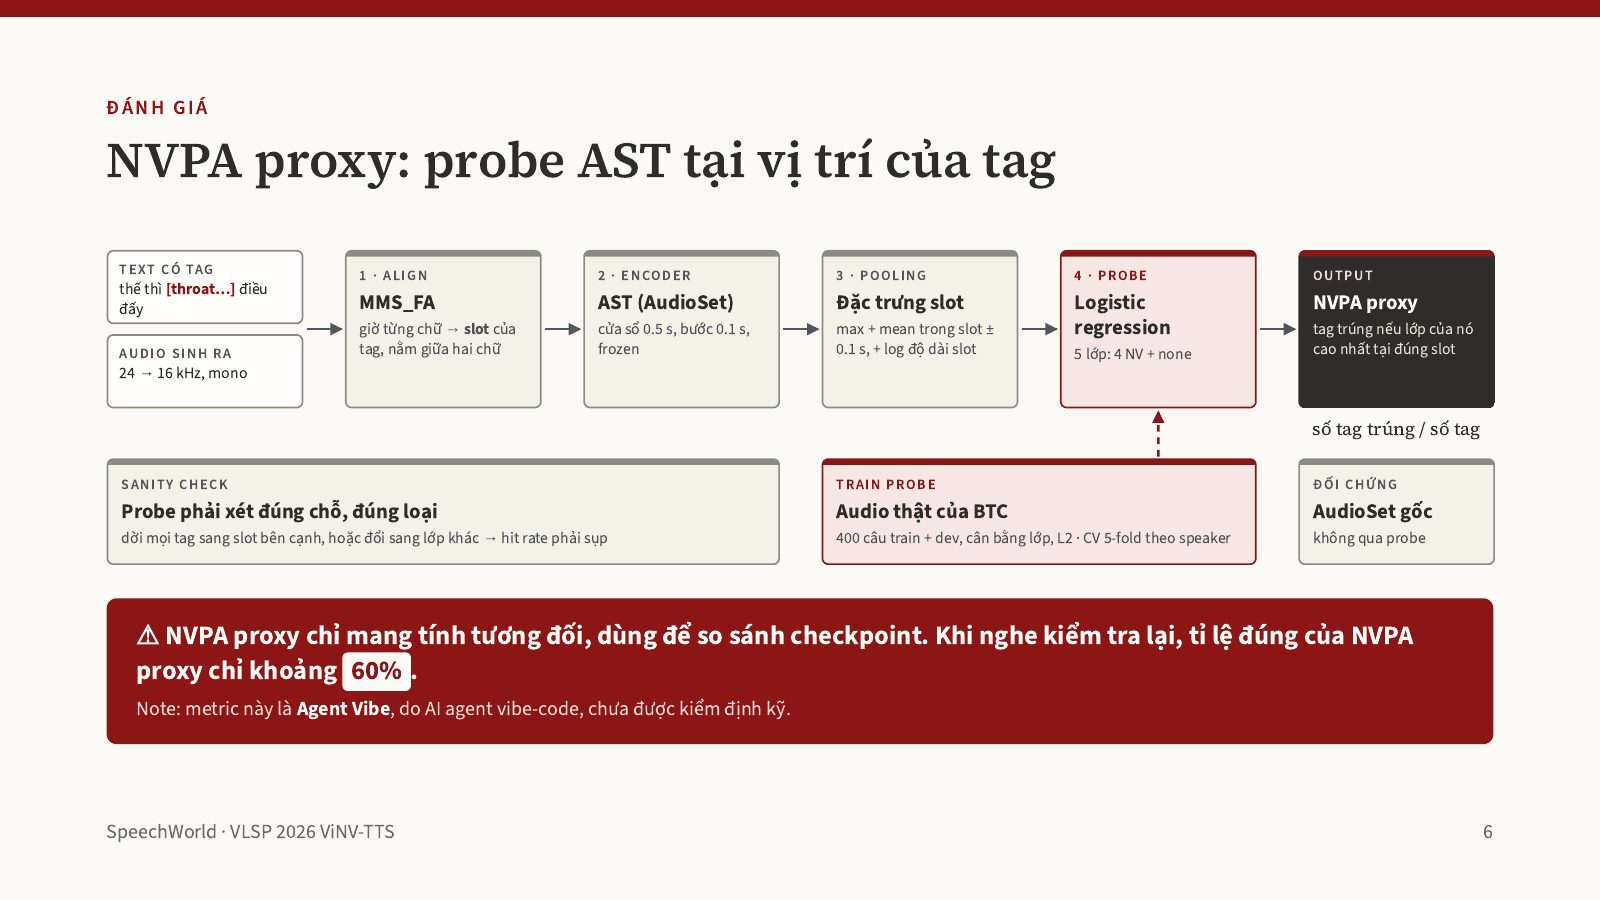 ĐÁNH GIÁ
NVPA proxy: probe AST tại vị trí của tag
TEXT CÓ TAG
thế thì [throat...] điều
đấy
AUDIO SINH RA
24 → 16 kHz, mono
1 · ALIGN
MMS_FA
giờ từng chữ → slot của
tag, nằm giữa hai chữ
2 · ENCODER
AST (AudioSet)
cửa sổ 0.5 s, bước 0.1 s,
frozen
3 · POOLING
Đặc trưng slot
max + mean trong slot ±
0.1 s, + log độ dài slot
4 · PROBE
Logistic
regression
5 lớp: 4 NV + none
OUTPUT
NVPA proxy
tag trúng nếu lớp của nó
cao nhất tại đúng slot
số tag trúng / số tag
SANITY CHECK
Probe phải xét đúng chỗ, đúng loại
dời mọi tag sang slot bên cạnh, hoặc đổi sang lớp khác → hit rate phải sụp
TRAIN PROBE
Audio thật của BTC
400 câu train + dev, cân bằng lớp, L2 · CV 5-fold theo speaker
ĐỐI CHỨNG
AudioSet gốc
không qua probe
⚠ NVPA proxy chỉ mang tính tương đối, dùng để so sánh checkpoint. Khi nghe kiểm tra lại, tỉ lệ đúng của NVPA
proxy chỉ khoảng 60%.
Note: metric này là Agent Vibe, do AI agent vibe-code, chưa được kiểm định kỹ.
SpeechWorld · VLSP 2026 ViNV-TTS
6